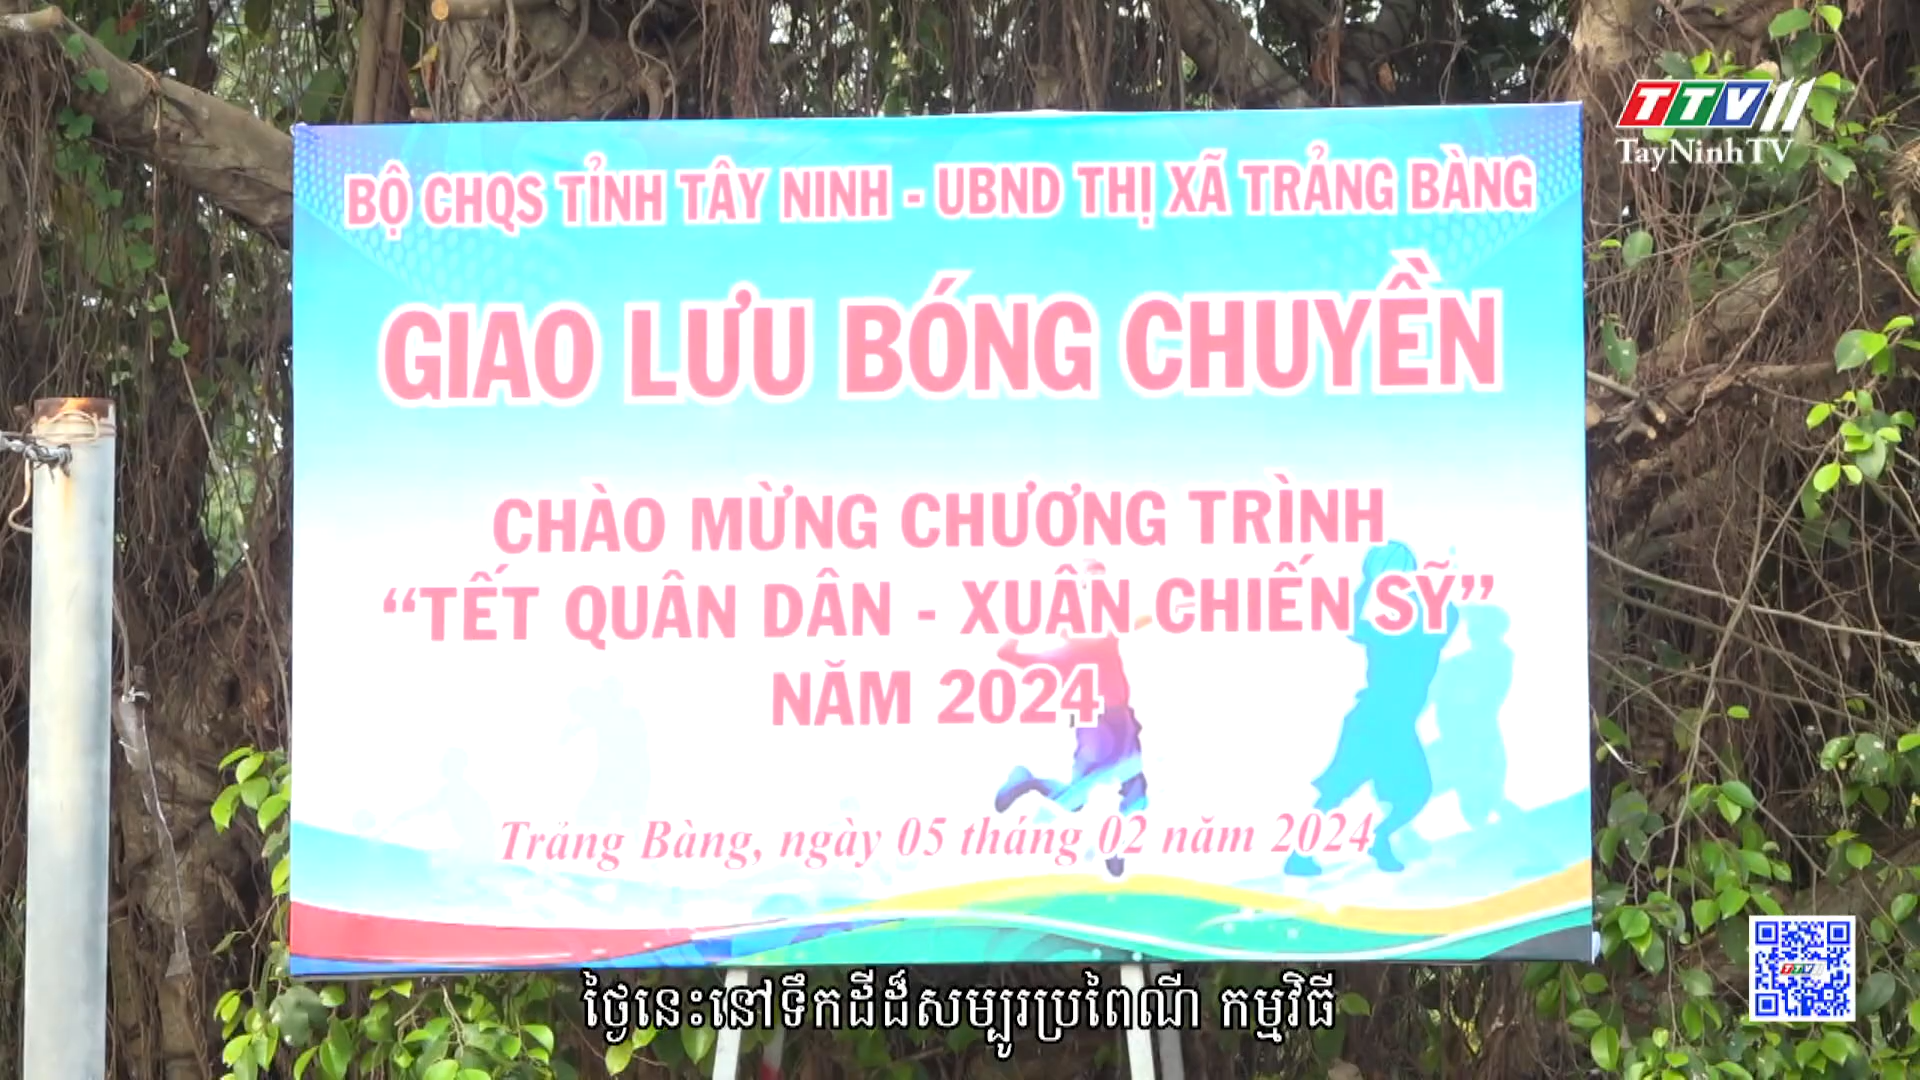 TTV11
TayNinhTV
BỘ CHQS TỈNH TÂY NINH - UBND THỊ XÃ TRẢNG BÀNG
GIAO LƯU BÓNG CHUYỀN
CHÀO MỪNG CHƯƠNG TRÌNH
“TẾT QUÂN DÂN - XUÂN CHIẾN SỸ”
NĂM 2024
Trảng Bàng, ngày 05 tháng 02 năm 2024
ថ្ងៃនេះនៅទឹកដីដ៏សម្បូរប្រពៃណី កម្មវិធី